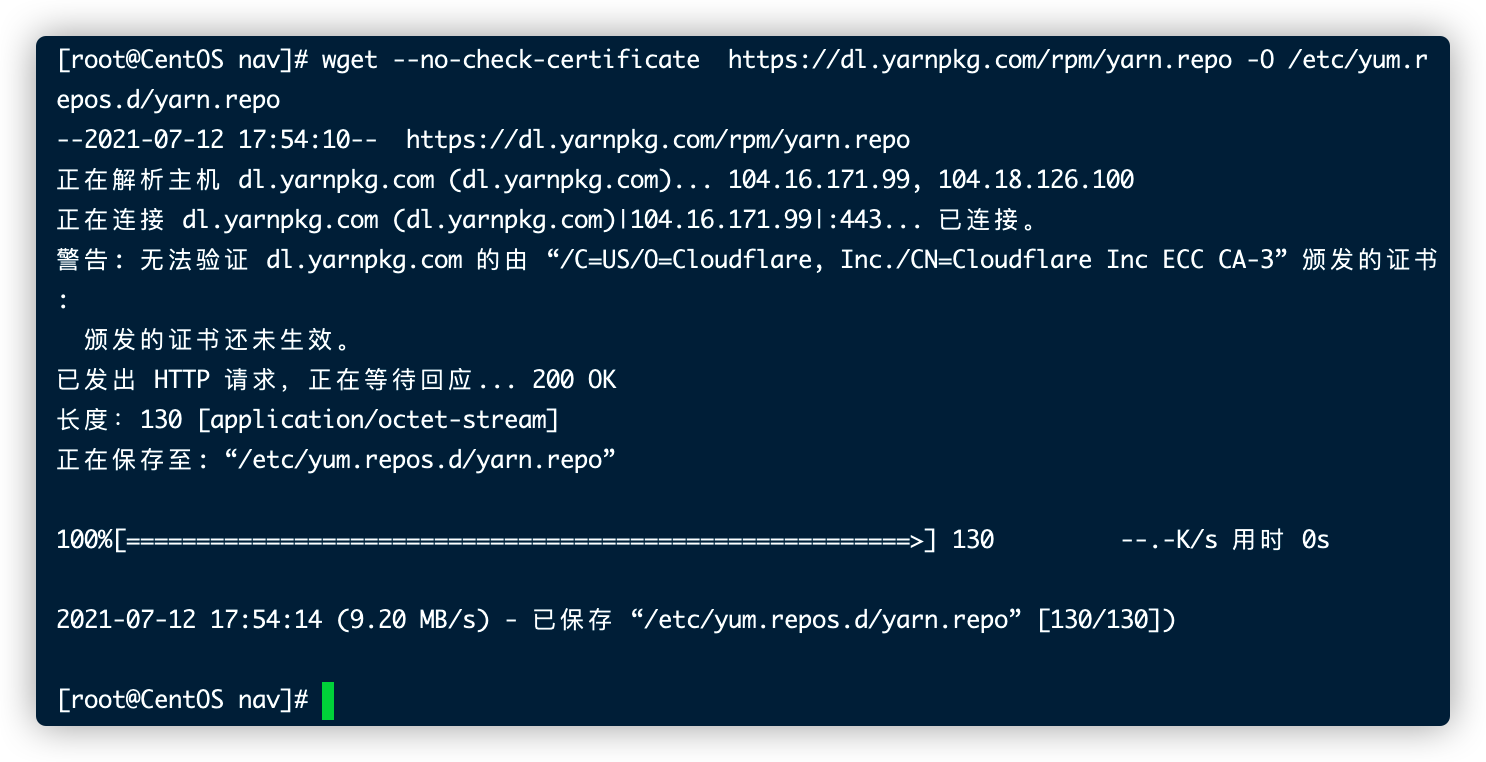 [root@CentOS nav]# wget --no-check-certificate  https://dl.yarnpkg.com/rpm/yarn.repo -O /etc/yum.r
epos.d/yarn.repo
--2021-07-12 17:54:10--  https://dl.yarnpkg.com/rpm/yarn.repo
正在解析主机 dl.yarnpkg.com (dl.yarnpkg.com)... 104.16.171.99, 104.18.126.100
正在连接 dl.yarnpkg.com (dl.yarnpkg.com)|104.16.171.99|:443... 已连接。
警告: 无法验证 dl.yarnpkg.com 的由 “/C=US/O=Cloudflare, Inc./CN=Cloudflare Inc ECC CA-3” 颁发的证书
:
  颁发的证书还未生效。
已发出 HTTP 请求，正在等待回应... 200 OK
长度：130 [application/octet-stream]
正在保存至: “/etc/yum.repos.d/yarn.repo”
100%[========================================================>] 130         --.-K/s 用时 0s
2021-07-12 17:54:14 (9.20 MB/s) - 已保存 “/etc/yum.repos.d/yarn.repo” [130/130])
[root@CentOS nav]#